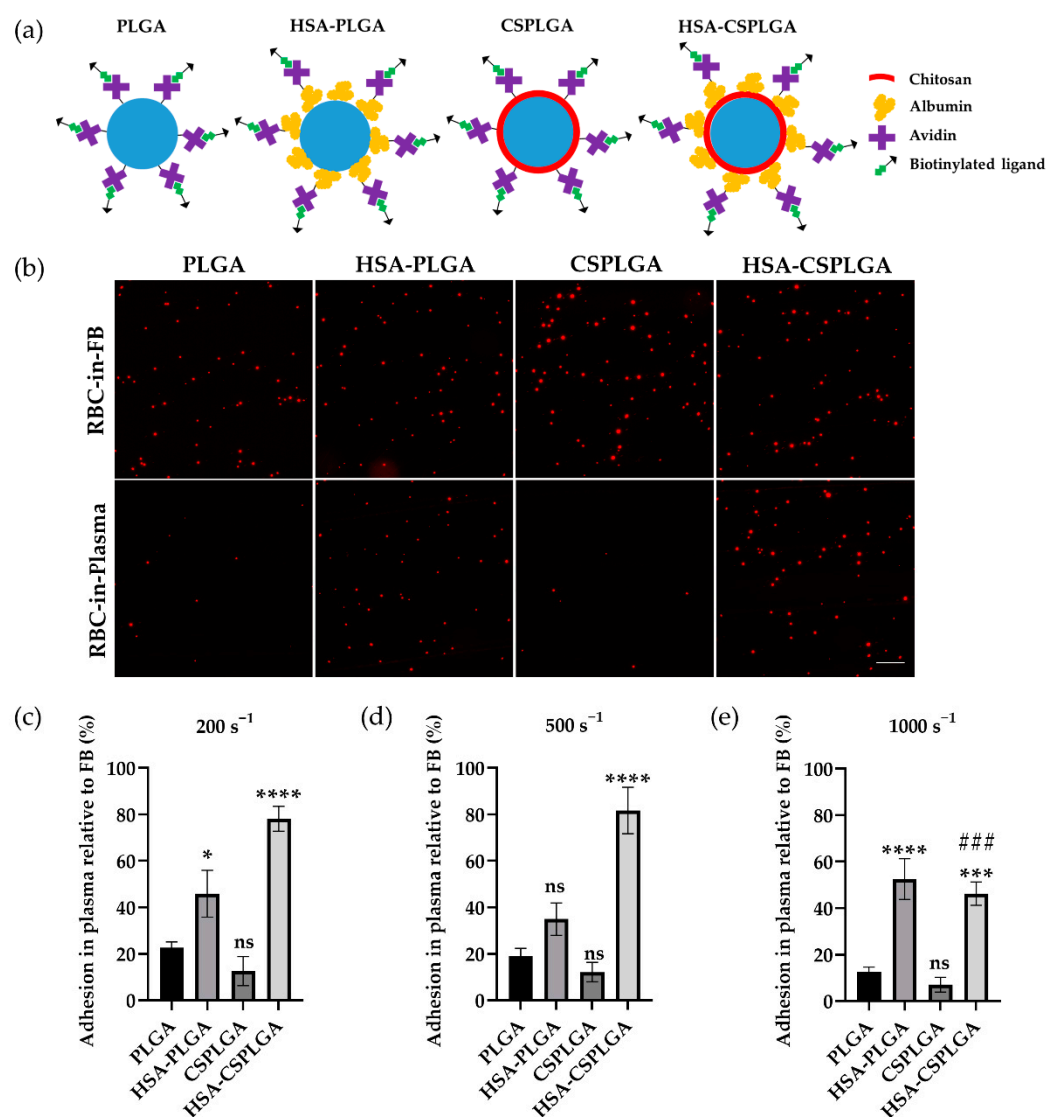 (a)
PLGA
HSA-PLGA
CSPLGA
HSA-CSPLGA
Chitosan
Albumin
Avidin
Biotinylated ligand
(b)
PLGA
HSA-PLGA
CSPLGA
HSA-CSPLGA
RBC-in-FB
RBC-in-Plasma
(c)
200 s⁻¹
Adhesion in plasma relative to FB (%)
100
80
60
40
20
0
*
ns
****
PLGA
HSA-PLGA
CSPLGA
HSA-CSPLGA
(d)
500 s⁻¹
Adhesion in plasma relative to FB (%)
100
80
60
40
20
0
ns
ns
****
PLGA
HSA-PLGA
CSPLGA
HSA-CSPLGA
(e)
1000 s⁻¹
Adhesion in plasma relative to FB (%)
100
80
60
40
20
0
****
ns
###
***
PLGA
HSA-PLGA
CSPLGA
HSA-CSPLGA